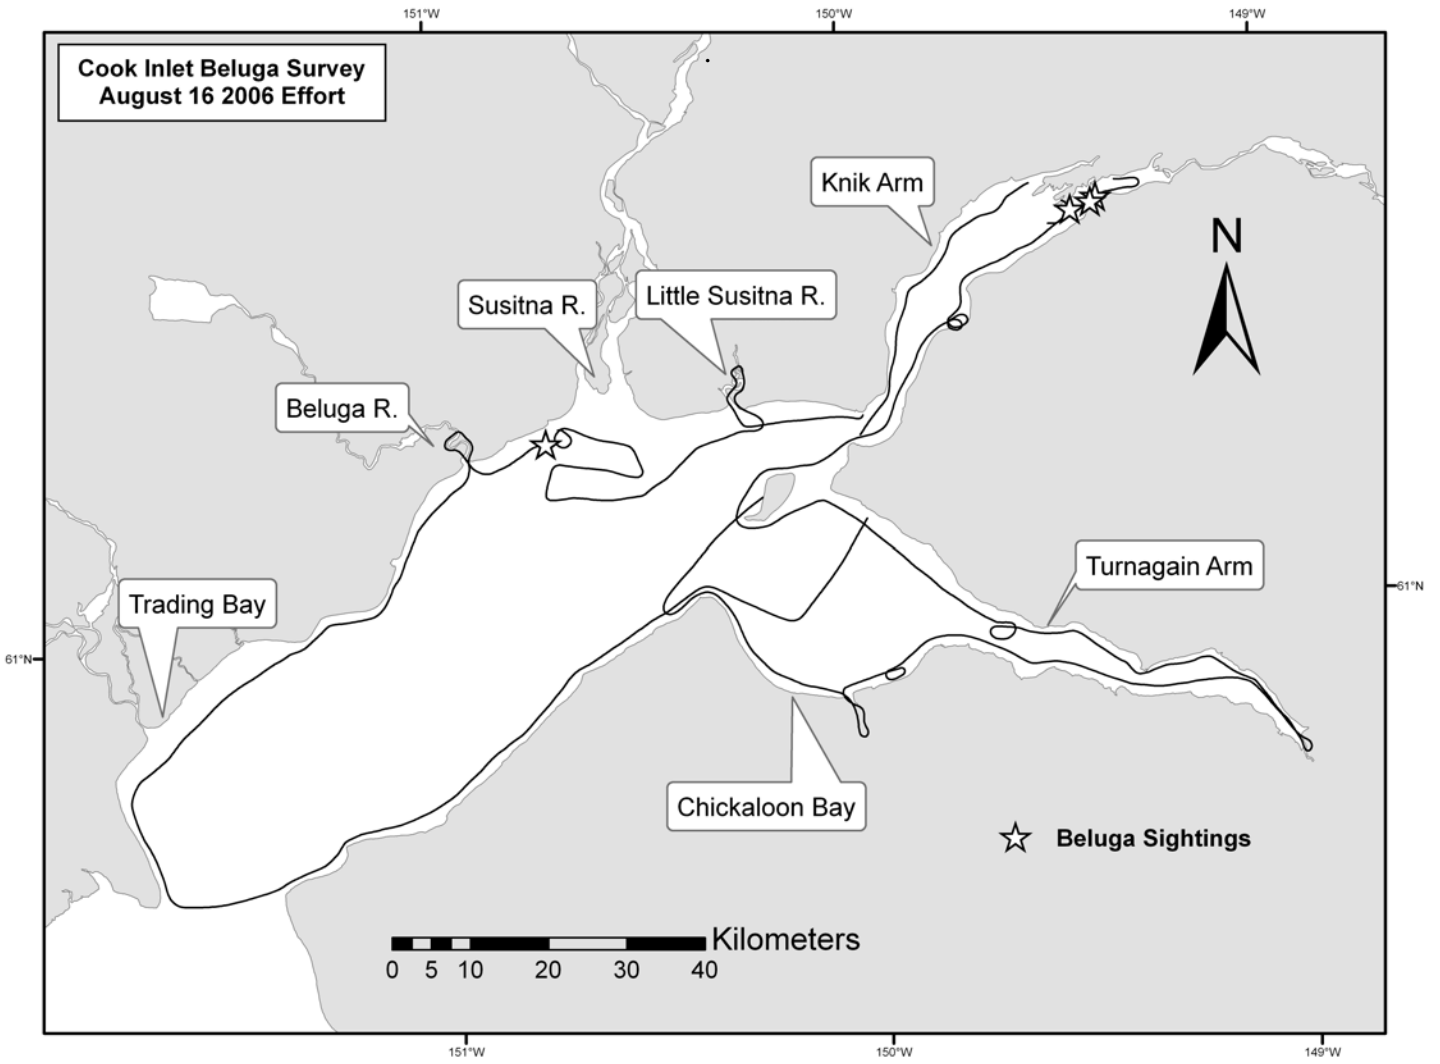 151°W
150°W
149°W
Cook Inlet Beluga Survey
August 16 2006 Effort
Knik Arm
N
Susitna R.
Little Susitna R.
Beluga R.
Turnagain Arm
61°N
Trading Bay
61°N
Chickaloon Bay
Beluga Sightings
Kilometers
0 5 10 20 30 40
151°W
150°W
149°W